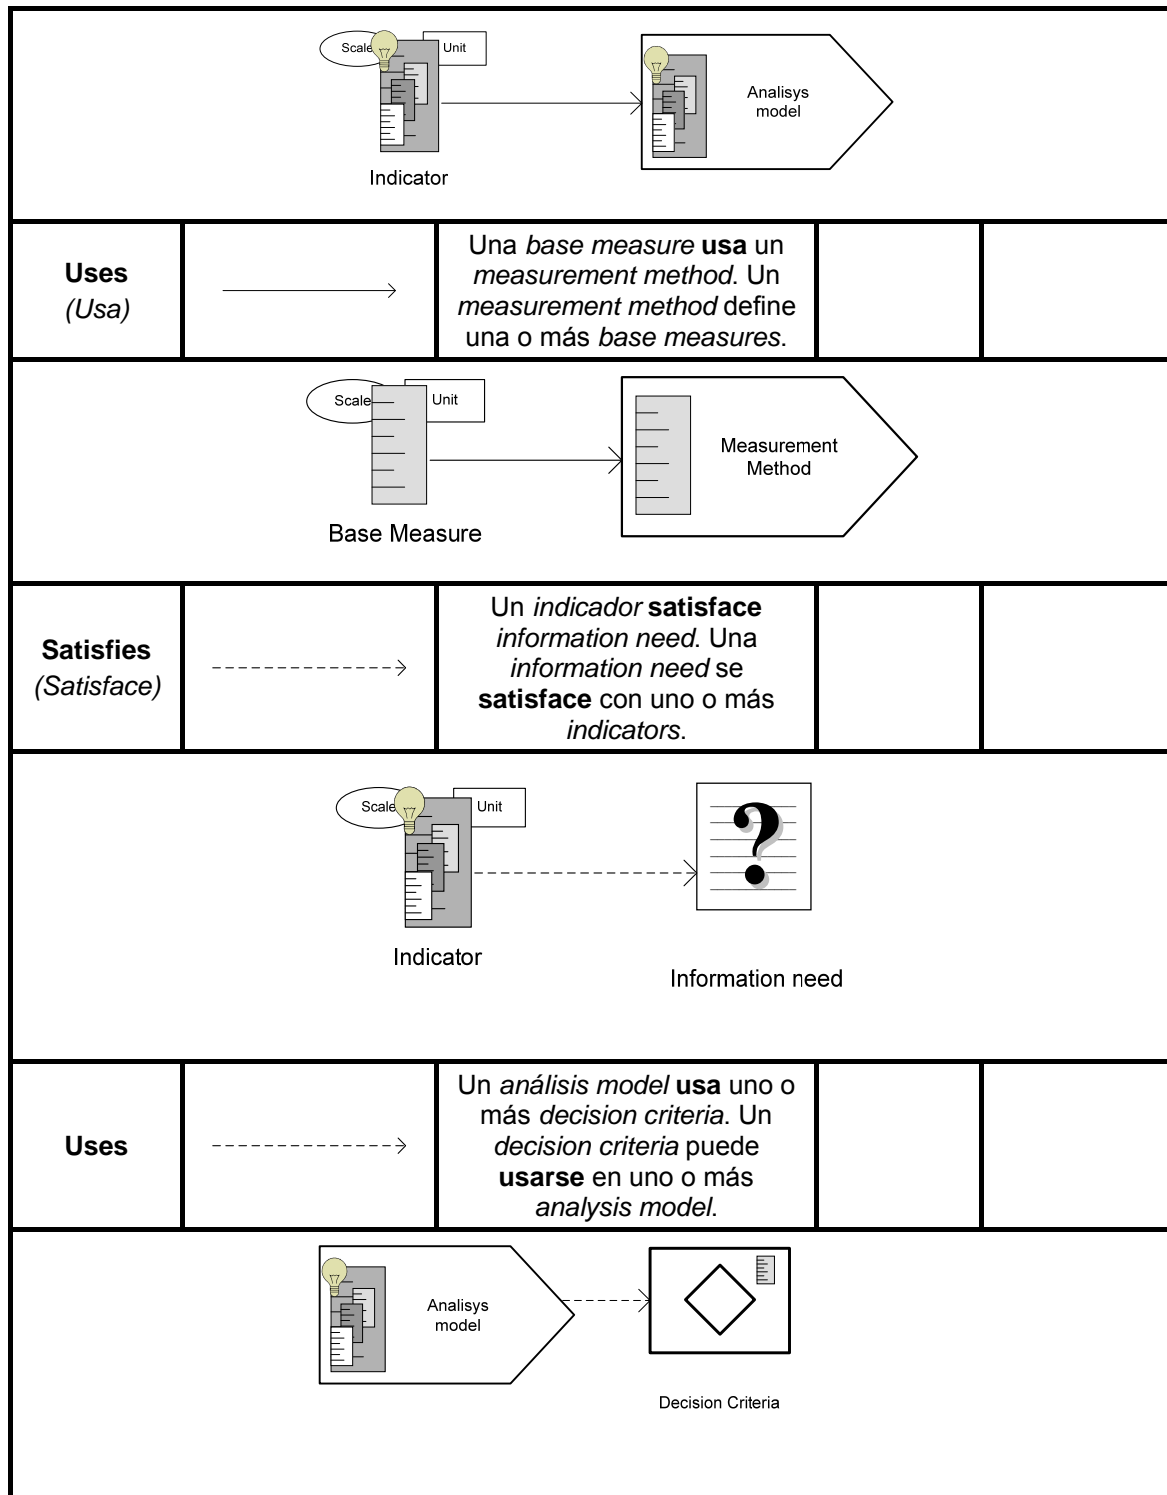 Scale
Unit
Analisys
model
Indicator
Uses
(Usa)
Una base measure usa un
measurement method. Un
measurement method define
una o más base measures.
Scale
Unit
Measurement
Method
Base Measure
Satisfies
(Satisface)
Un indicador satisface
information need. Una
information need se
satisface con uno o más
indicators.
Scale
Unit
?
Indicator
Information need
Uses
Un análisis model usa uno o
más decision criteria. Un
decision criteria puede
usarse en uno o más
analysis model.
Analisys
model
Decision Criteria